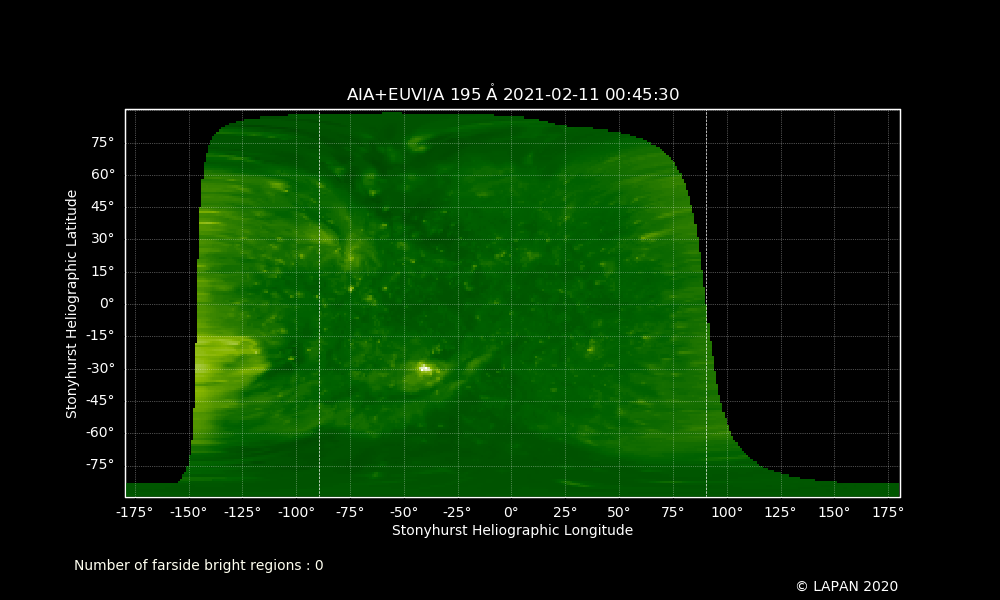 AIA+EUVI/A 195 Å 2021-02-11 00:45:30
75°
60°
45°
30°
15°
0°
-15°
-30°
-45°
-60°
-75°
Stonyhurst Heliographic Latitude
-175° -150° -125° -100° -75° -50° -25° 0° 25° 50° 75° 100° 125° 150° 175°
Stonyhurst Heliographic Longitude
Number of farside bright regions : 0
© LAPAN 2020